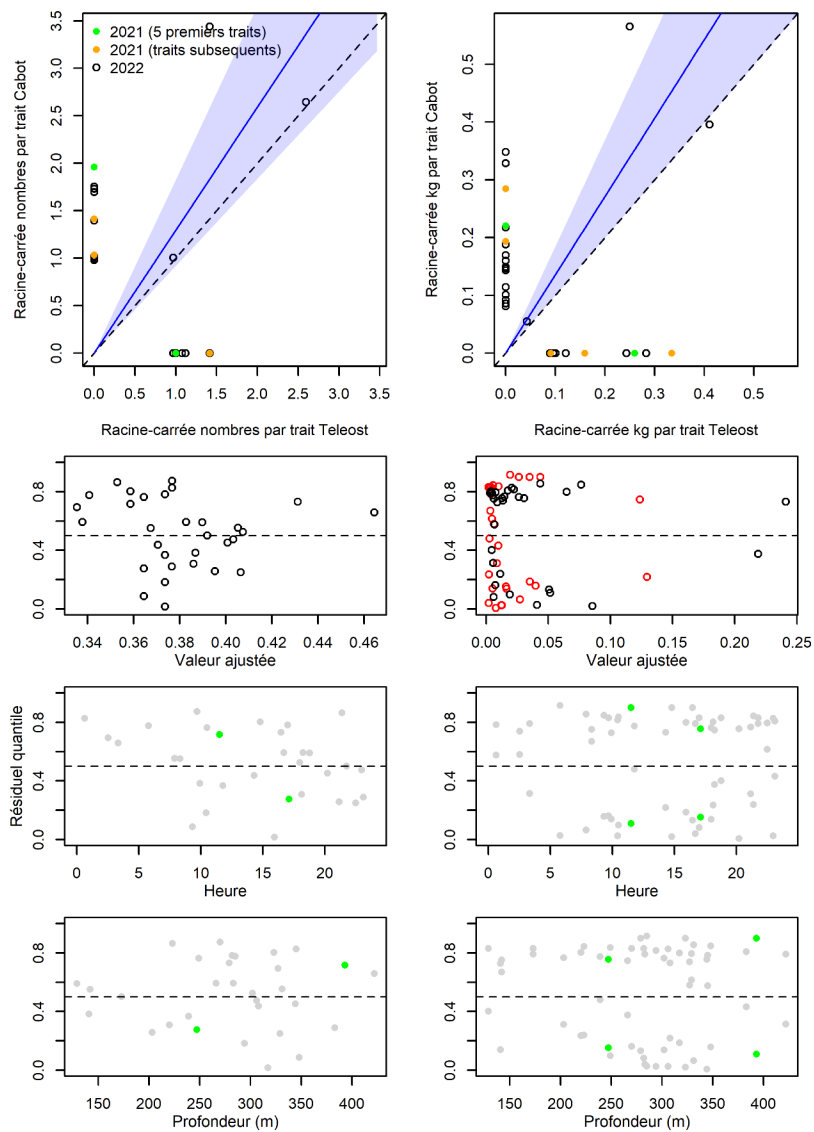 2021 (5 premiers traits)
2021 (traits subsequents)
2022
Racine-carrée nombres par trait Cabot
0.0 0.5 1.0 1.5 2.0 2.5 3.0 3.5
0.0 0.5 1.0 1.5 2.0 2.5 3.0 3.5
Racine-carrée nombres par trait Teleost
Racine-carrée kg par trait Cabot
0.0 0.1 0.2 0.3 0.4 0.5
0.0 0.1 0.2 0.3 0.4 0.5
Racine-carrée kg par trait Teleost
0.0 0.4 0.8
0.34 0.36 0.38 0.40 0.42 0.44 0.46
Valeur ajustée
0.0 0.4 0.8
0.00 0.05 0.10 0.15 0.20 0.25
Valeur ajustée
Résiduel quantile
0.0 0.4 0.8
0 5 10 15 20
Heure
0.0 0.4 0.8
0 5 10 15 20
Heure
0.0 0.4 0.8
150 200 250 300 350 400
Profondeur (m)
0.0 0.4 0.8
150 200 250 300 350 400
Profondeur (m)